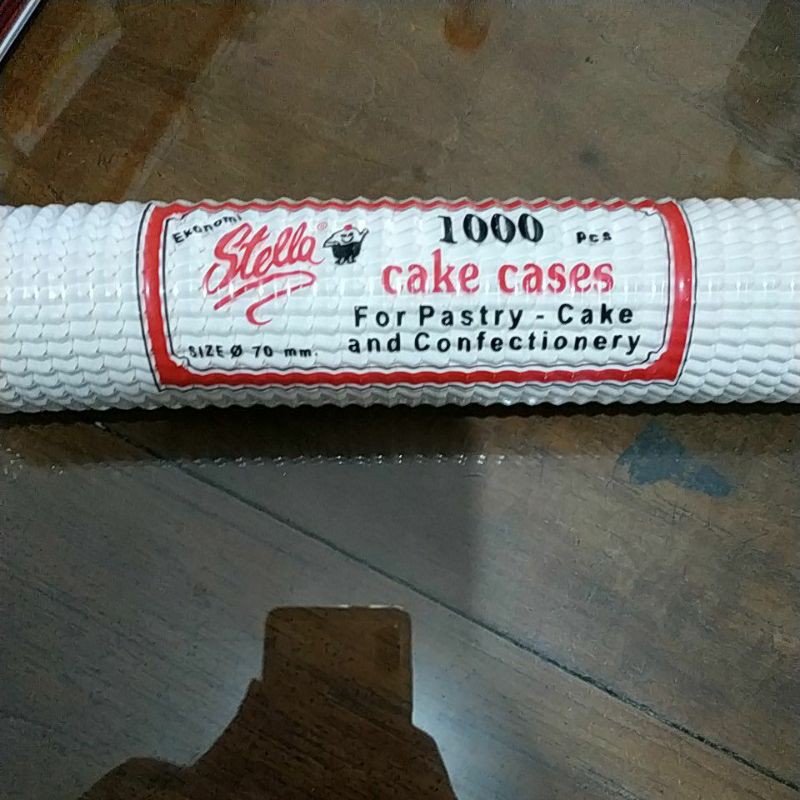 Ekonomi
Stella®
1000 pcs
cake cases
For Pastry - Cake
and Confectionery
SIZE Ø 70 mm.